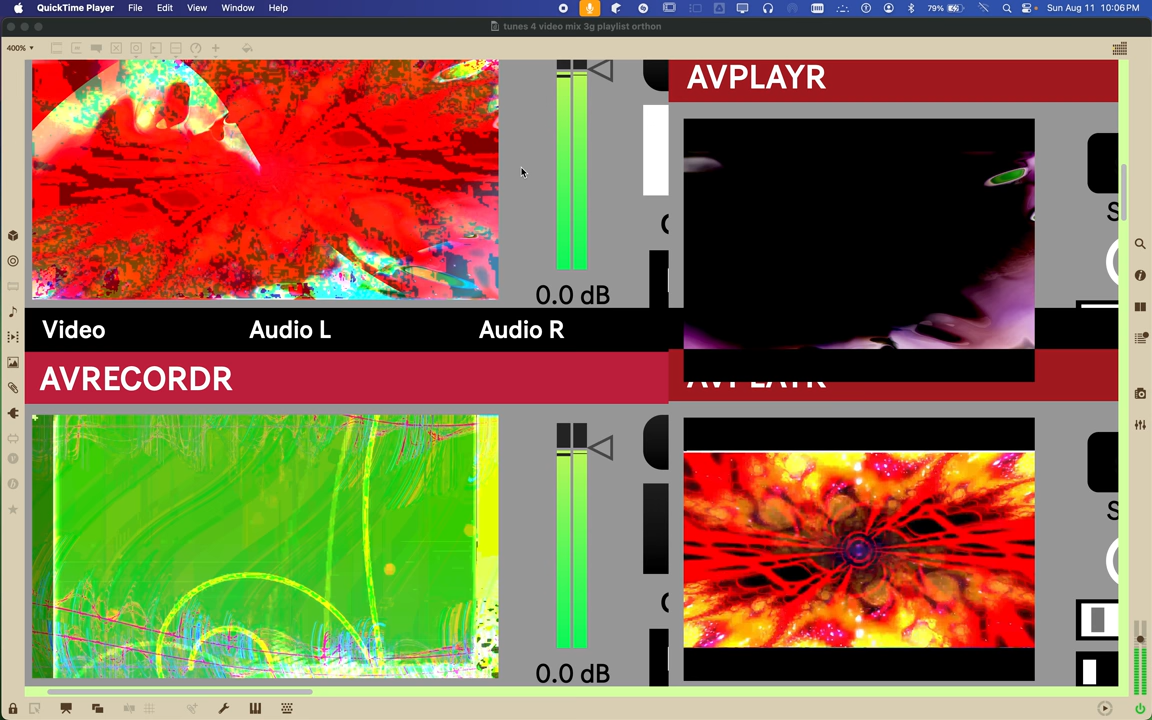 QuickTime Player File Edit View Window Help 79% Sun Aug 11 10:06 PM
tunes 4 video mix 3g playlist orthon
400%
AVPLAYR
0.0 dB
Video Audio L Audio R
AVRECORDR
AVPLAYR
0.0 dB